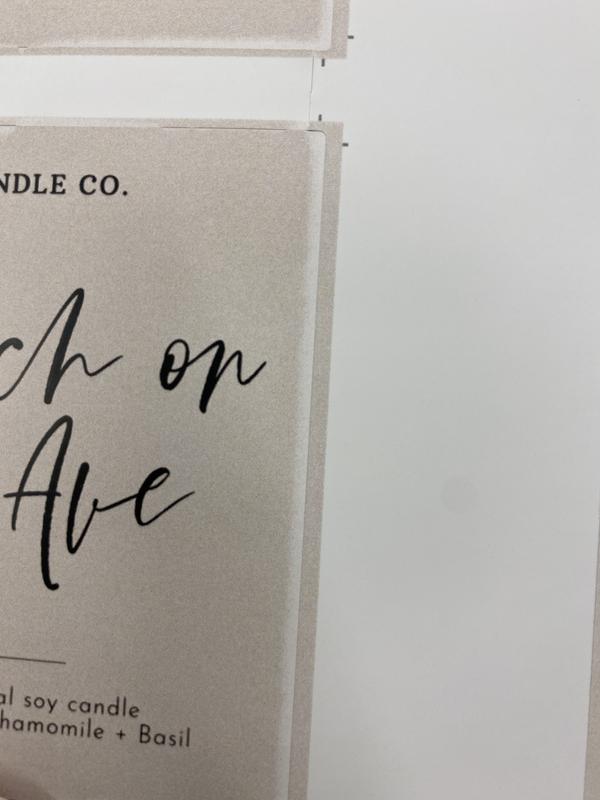 NDLE CO.
ch on
Ave
al soy candle
hamomile + Basil